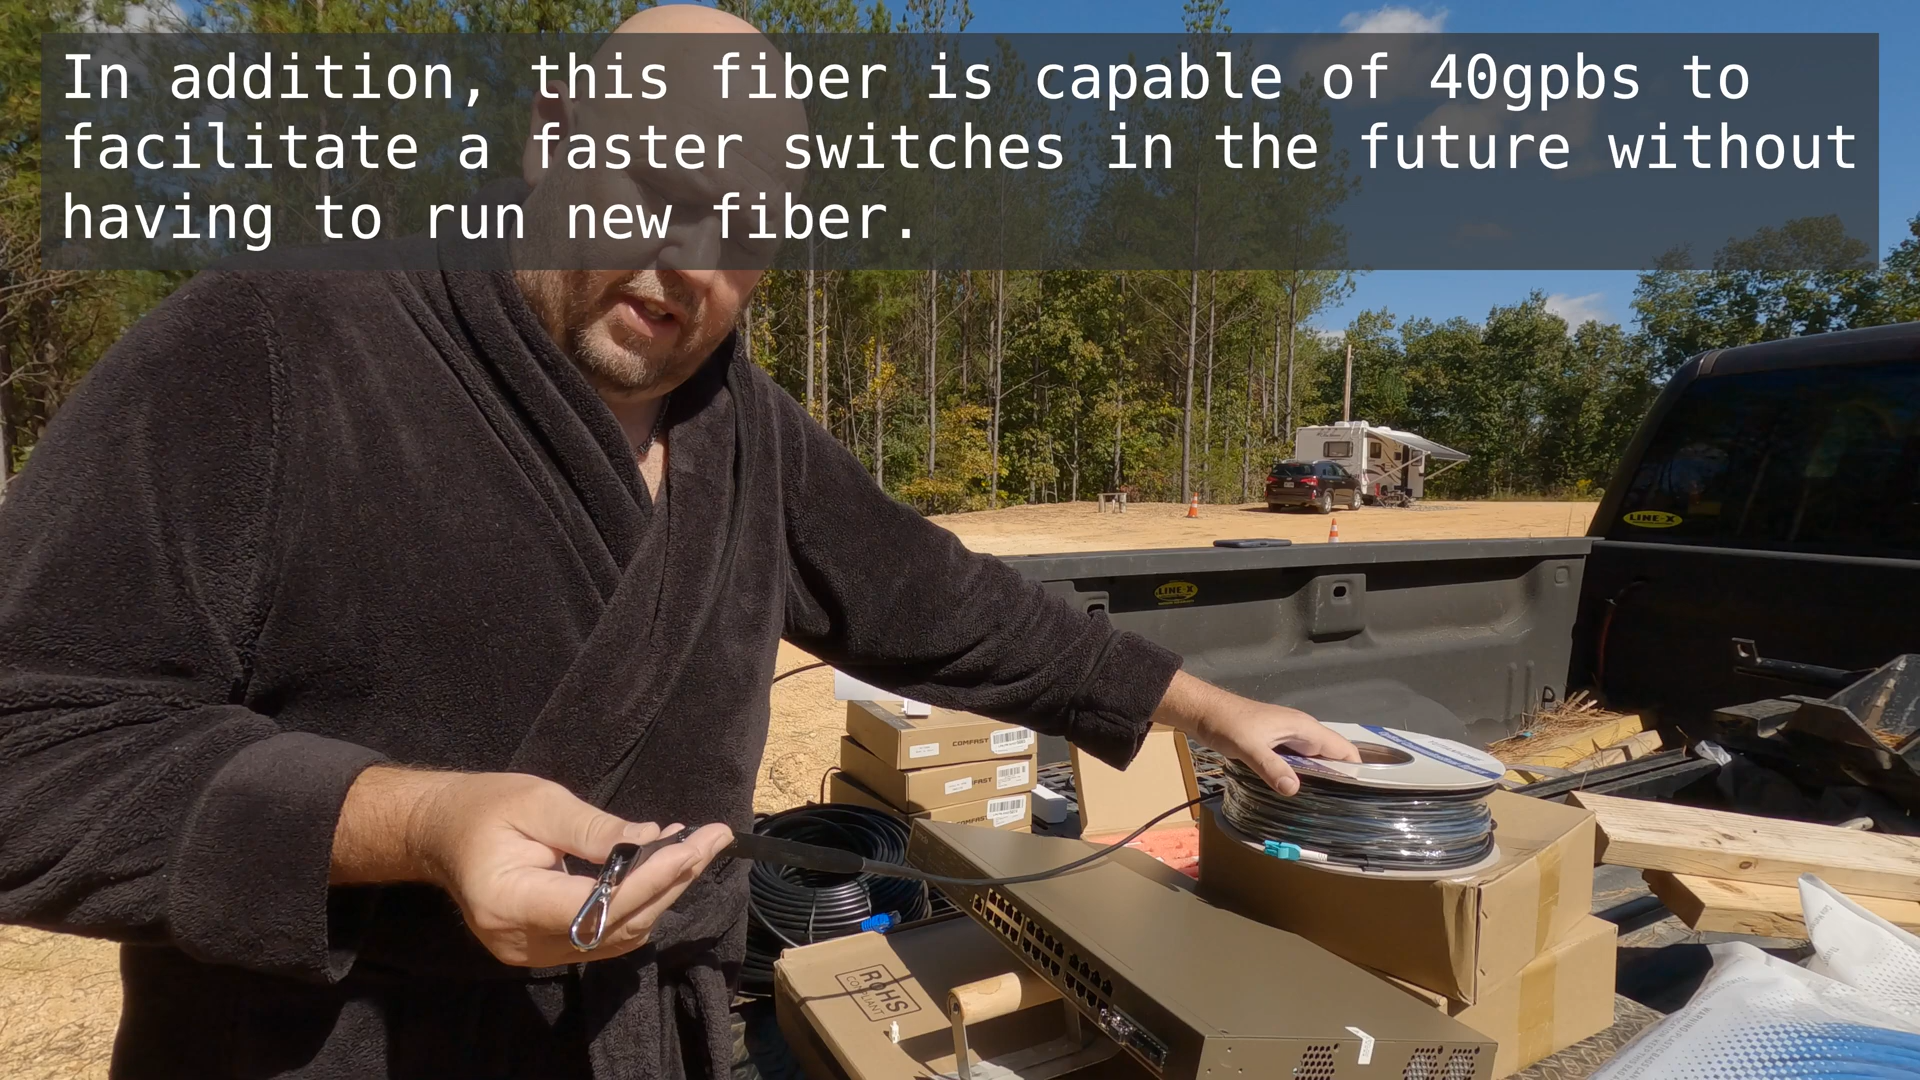 In addition, this fiber is capable of 40gpbs to
facilitate a faster switches in the future without
having to run new fiber.
LINE-X
LINE-X
COMFAST
RoHS
COMPLIANT